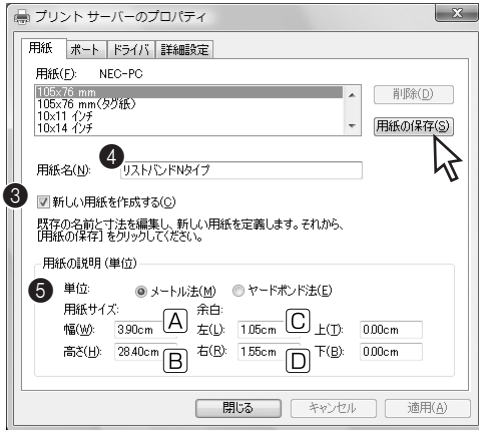 プリント サーバーのプロパティ
用紙 ポート ドライバ 詳細設定
用紙(F): NEC-PC
105x76 mm
105x76 mm(タグ紙)
10x11 インチ
10x14 インチ
削除(D)
用紙の保存(S)
4
用紙名(N): リストバンドNタイプ
3
新しい用紙を作成する(C)
既存の名前と寸法を編集し、新しい用紙を定義します。それから、
[用紙の保存] をクリックしてください。
用紙の説明 (単位)
5
単位: メートル法(M) ヤードポンド法(E)
用紙サイズ: 余白:
幅(W): 3.90cm A 左(L): 1.05cm C 上(T): 0.00cm
高さ(H): 28.40cm B 右(R): 1.55cm D 下(B): 0.00cm
閉じる キャンセル 適用(A)